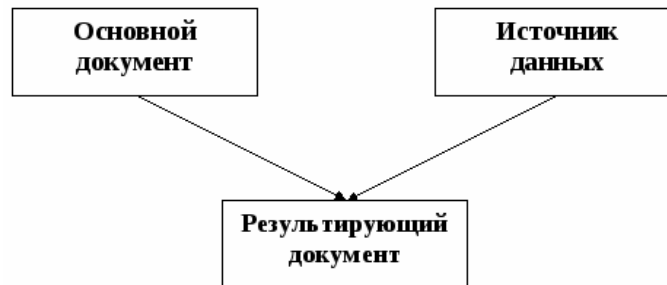 Основной
документ
Источник
данных
Результирующий
документ